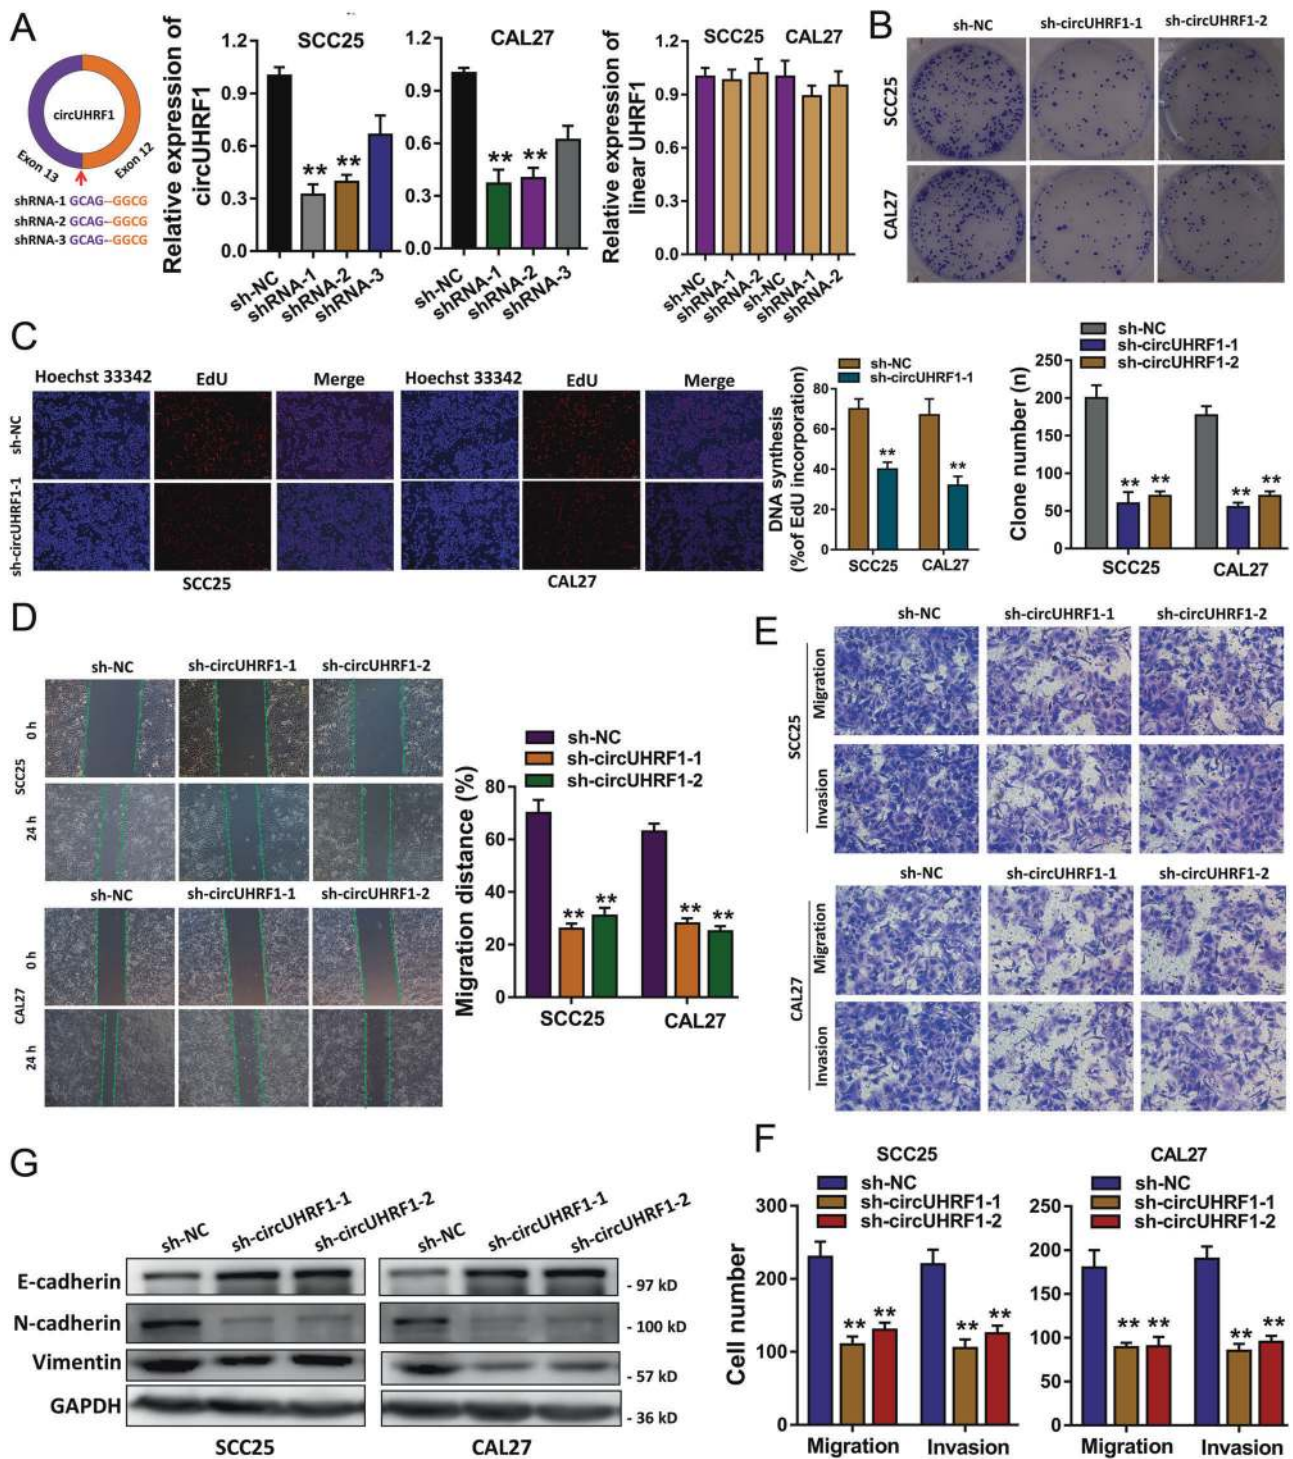 A
circUHRF1
Exon 13
Exon 12
shRNA-1 GCAG--GGCG
shRNA-2 GCAG--GGCG
shRNA-3 GCAG--GGCG
Relative expression of
circUHRF1
SCC25
1.2
0.9
0.6
0.3
0.0
**
**
sh-NC
shRNA-1
shRNA-2
shRNA-3
CAL27
1.2
0.9
0.6
0.3
0.0
**
**
sh-NC
shRNA-1
shRNA-2
shRNA-3
Relative expression of
linear UHRF1
SCC25 CAL27
1.2
0.9
0.6
0.3
0.0
sh-NC
shRNA-1
shRNA-2
sh-NC
shRNA-1
shRNA-2
B
sh-NC sh-circUHRF1-1 sh-circUHRF1-2
SCC25
CAL27
sh-NC
sh-circUHRF1-1
sh-circUHRF1-2
Clone number (n)
250
200
150
100
50
0
** **
** **
SCC25 CAL27
C
Hoechst 33342 EdU Merge Hoechst 33342 EdU Merge
sh-NC
sh-circUHRF1-1
SCC25 CAL27
sh-NC
sh-circUHRF1-1
DNA synthesis
(%of EdU incorporation)
80
60
40
20
0
**
**
SCC25 CAL27
D
sh-NC sh-circUHRF1-1 sh-circUHRF1-2
SCC25
0 h
24 h
sh-NC sh-circUHRF1-1 sh-circUHRF1-2
CAL27
0 h
24 h
sh-NC
sh-circUHRF1-1
sh-circUHRF1-2
Migration distance (%)
80
60
40
20
0
** **
** **
SCC25 CAL27
E
sh-NC sh-circUHRF1-1 sh-circUHRF1-2
SCC25
Migration
Invasion
sh-NC sh-circUHRF1-1 sh-circUHRF1-2
CAL27
Migration
Invasion
F
SCC25
sh-NC
sh-circUHRF1-1
sh-circUHRF1-2
Cell number
300
200
100
0
** **
** **
Migration Invasion
CAL27
sh-NC
sh-circUHRF1-1
sh-circUHRF1-2
250
200
150
100
50
0
** **
** **
Migration Invasion
G
sh-NC sh-circUHRF1-1 sh-circUHRF1-2 sh-NC sh-circUHRF1-1 sh-circUHRF1-2
E-cadherin - 97 kD
N-cadherin - 100 kD
Vimentin - 57 kD
GAPDH - 36 kD
SCC25 CAL27